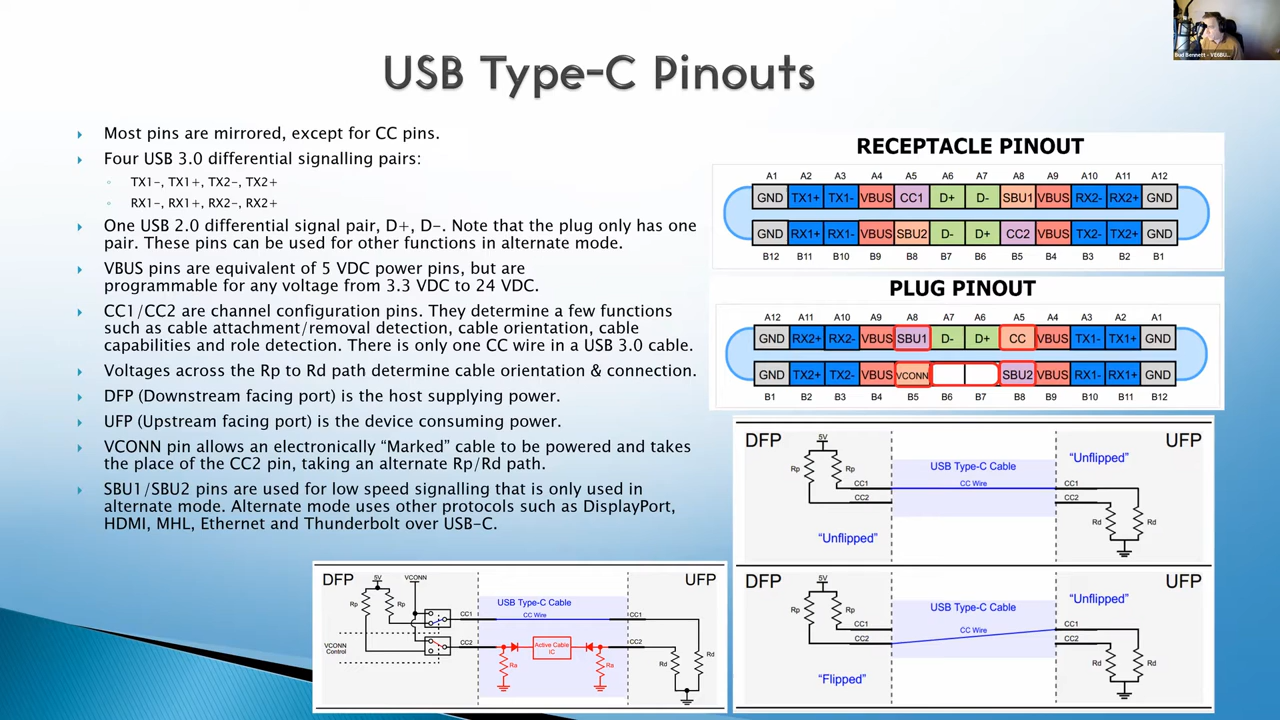 USB Type-C Pinouts
Most pins are mirrored, except for CC pins.
Four USB 3.0 differential signalling pairs:
TX1-, TX1+, TX2-, TX2+
RX1-, RX1+, RX2-, RX2+
One USB 2.0 differential signal pair, D+, D-. Note that the plug only has one
pair. These pins can be used for other functions in alternate mode.
VBUS pins are equivalent of 5 VDC power pins, but are
programmable for any voltage from 3.3 VDC to 24 VDC.
CC1/CC2 are channel configuration pins. They determine a few functions
such as cable attachment/removal detection, cable orientation, cable
capabilities and role detection. This is only one CC wire in a USB 3.0 cable.
Voltages across the Rp to Rd path determine cable orientation & connection.
DFP (Downstream facing port) is the host supplying power.
UFP (Upstream facing port) is the device consuming power.
VCONN pin allows an electronically “Marked” cable to be powered and takes
the place of the CC2 pin, taking an alternate Rp/Rd path.
SBU1/SBU2 pins are used for low speed signalling that is only used in
alternate mode. Alternate mode uses other protocols such as DisplayPort,
HDMI, MHL, Ethernet and Thunderbolt over USB-C.
RECEPTACLE PINOUT
A1 A2 A3 A4 A5 A6 A7 A8 A9 A10 A11 A12
GND TX1+ TX1- VBUS CC1 D+ D- SBU1 VBUS RX2- RX2+ GND
GND RX1+ RX1- VBUS SBU2 D- D+ CC2 VBUS TX2- TX2+ GND
B12 B11 B10 B9 B8 B7 B6 B5 B4 B3 B2 B1
PLUG PINOUT
A12 A11 A10 A9 A8 A7 A6 A5 A4 A3 A2 A1
GND RX2+ RX2- VBUS SBU1 D- D+ CC VBUS TX1- TX1+ GND
GND TX2+ TX2- VBUS VCONN SBU2 VBUS RX1- RX1+ GND
B1 B2 B3 B4 B5 B6 B7 B8 B9 B10 B11 B12
DFP UFP
5V
Rp Rp
USB Type-C Cable
“Unflipped”
CC1 CC Wire CC1
CC2 CC2
Rd Rd
“Unflipped”
DFP UFP
5V
Rp Rp
USB Type-C Cable
“Unflipped”
CC1 CC Wire CC1
CC2 CC2
Rd Rd
“Flipped”
DFP UFP
5V VCONN
Rp Rp
USB Type-C Cable
CC1 CC Wire CC1
VCONN
Control
CC2 Active Cable CC2
IC
Ra Ra
Rd Rd
Bud Bennett